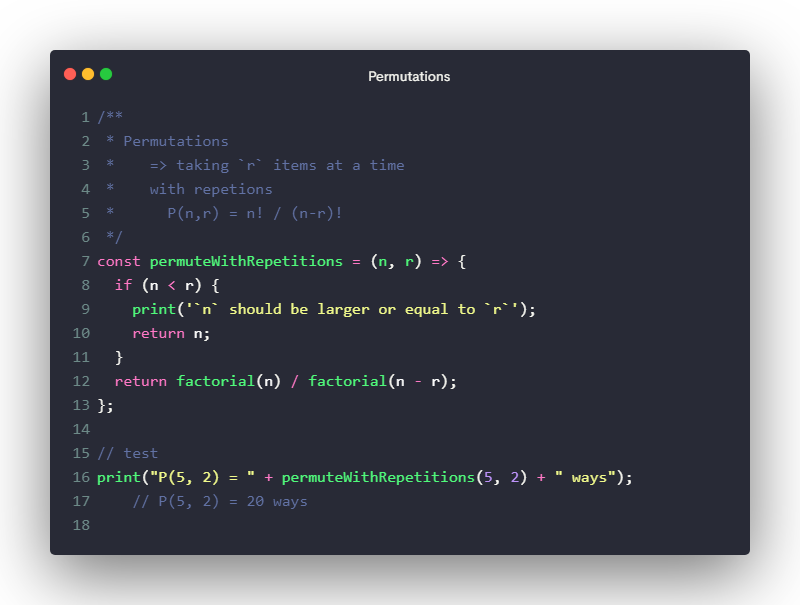 Permutations
1 /**
2  * Permutations
3  *    => taking `r` items at a time
4  *    with repetions
5  *      P(n,r) = n! / (n-r)!
6  */
7 const permuteWithRepetitions = (n, r) => {
8   if (n < r) {
9     print('`n` should be larger or equal to `r`');
10     return n;
11   }
12   return factorial(n) / factorial(n - r);
13 };
14
15 // test
16 print("P(5, 2) = " + permuteWithRepetitions(5, 2) + " ways");
17     // P(5, 2) = 20 ways
18